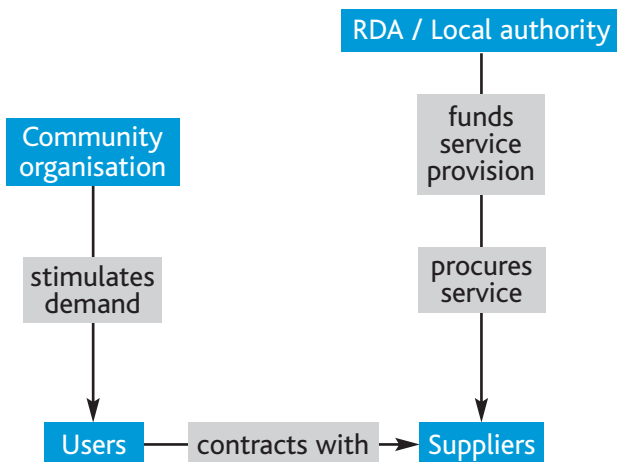 RDA / Local authority
funds
service
provision
Community
organisation
stimulates
demand
procures
service
Users
contracts with
Suppliers